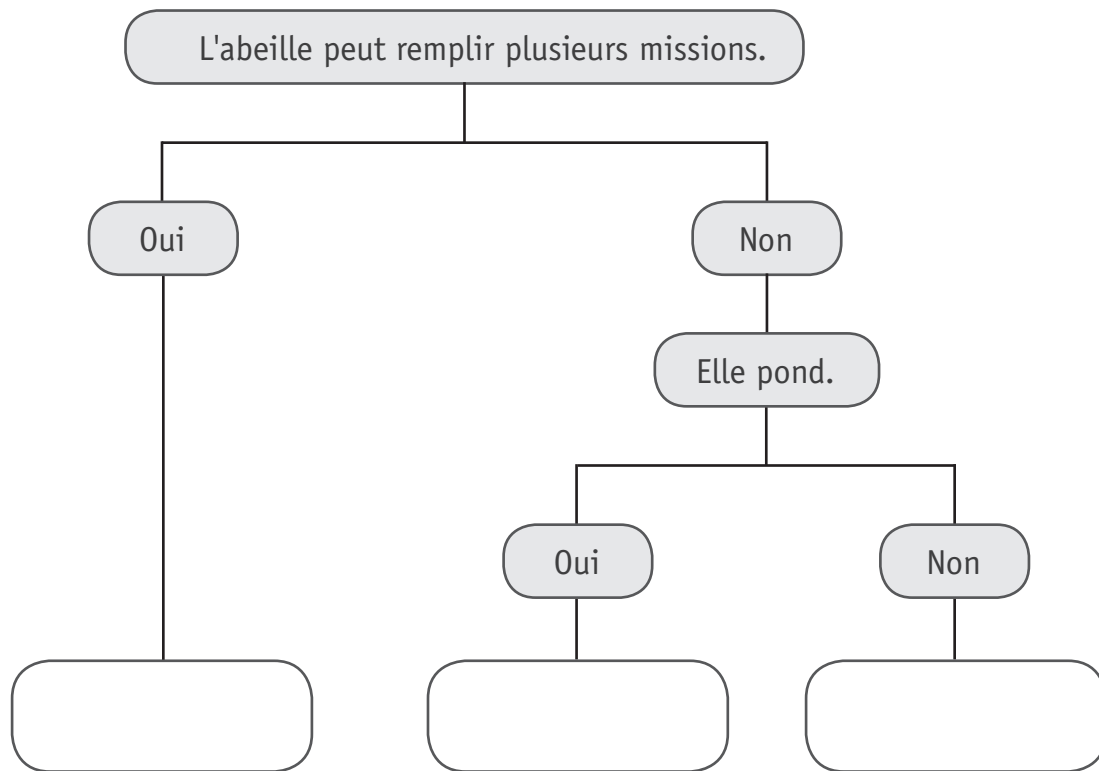 L'abeille peut remplir plusieurs missions.
Oui
Non
Elle pond.
Oui
Non